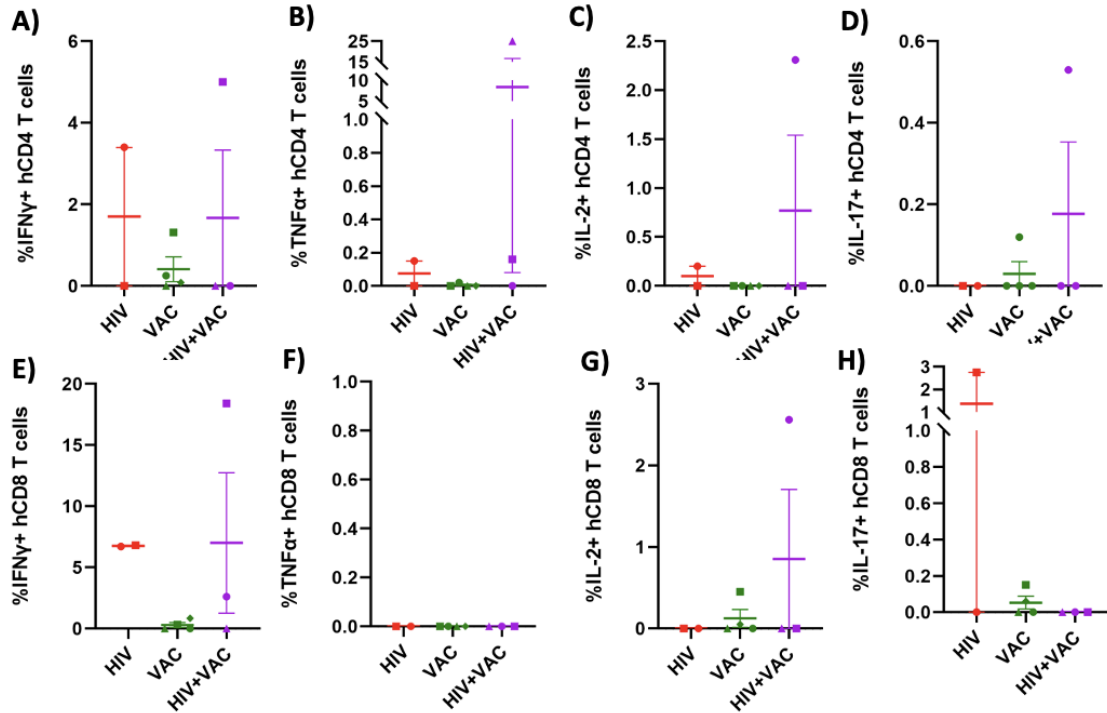 A)
%IFNγ+ hCD4 T cells
6
4
2
0
HIV
VAC
HIV+VAC
B)
%TNFα+ hCD4 T cells
25
15
10
5
1.0
0.8
0.6
0.4
0.2
0.0
HIV
VAC
HIV+VAC
C)
%IL-2+ hCD4 T cells
2.5
2.0
1.5
1.0
0.5
0.0
HIV
VAC
HIV+VAC
D)
%IL-17+ hCD4 T cells
0.6
0.4
0.2
0.0
HIV
VAC
+VAC
E)
%IFNγ+ hCD8 T cells
20
15
10
5
0
HIV
VAC
HIV+VAC
F)
%TNFα+ hCD8 T cells
1.0
0.8
0.6
0.4
0.2
0.0
HIV
VAC
HIV+VAC
G)
%IL-2+ hCD8 T cells
3
2
1
0
HIV
VAC
HIV+VAC
H)
%IL-17+ hCD8 T cells
3
2
1
1.0
0.8
0.6
0.4
0.2
0.0
HIV
VAC
HIV+VAC